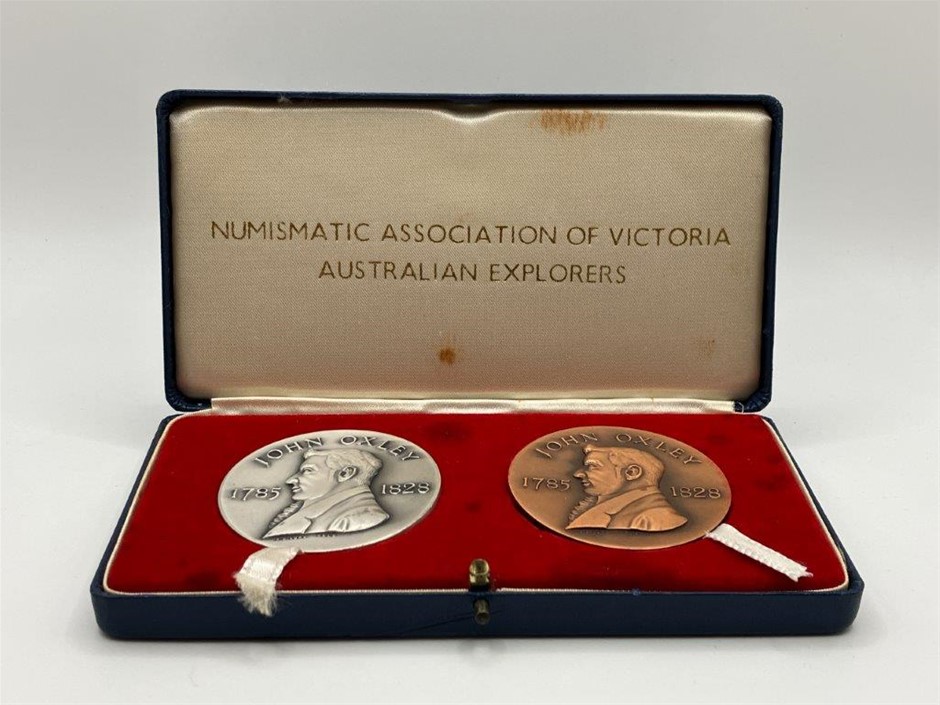 NUMISMATIC ASSOCIATION OF VICTORIA
AUSTRALIAN EXPLORERS
JOHN OXLEY
1785 1828
JOHN OXLEY
1785 1828